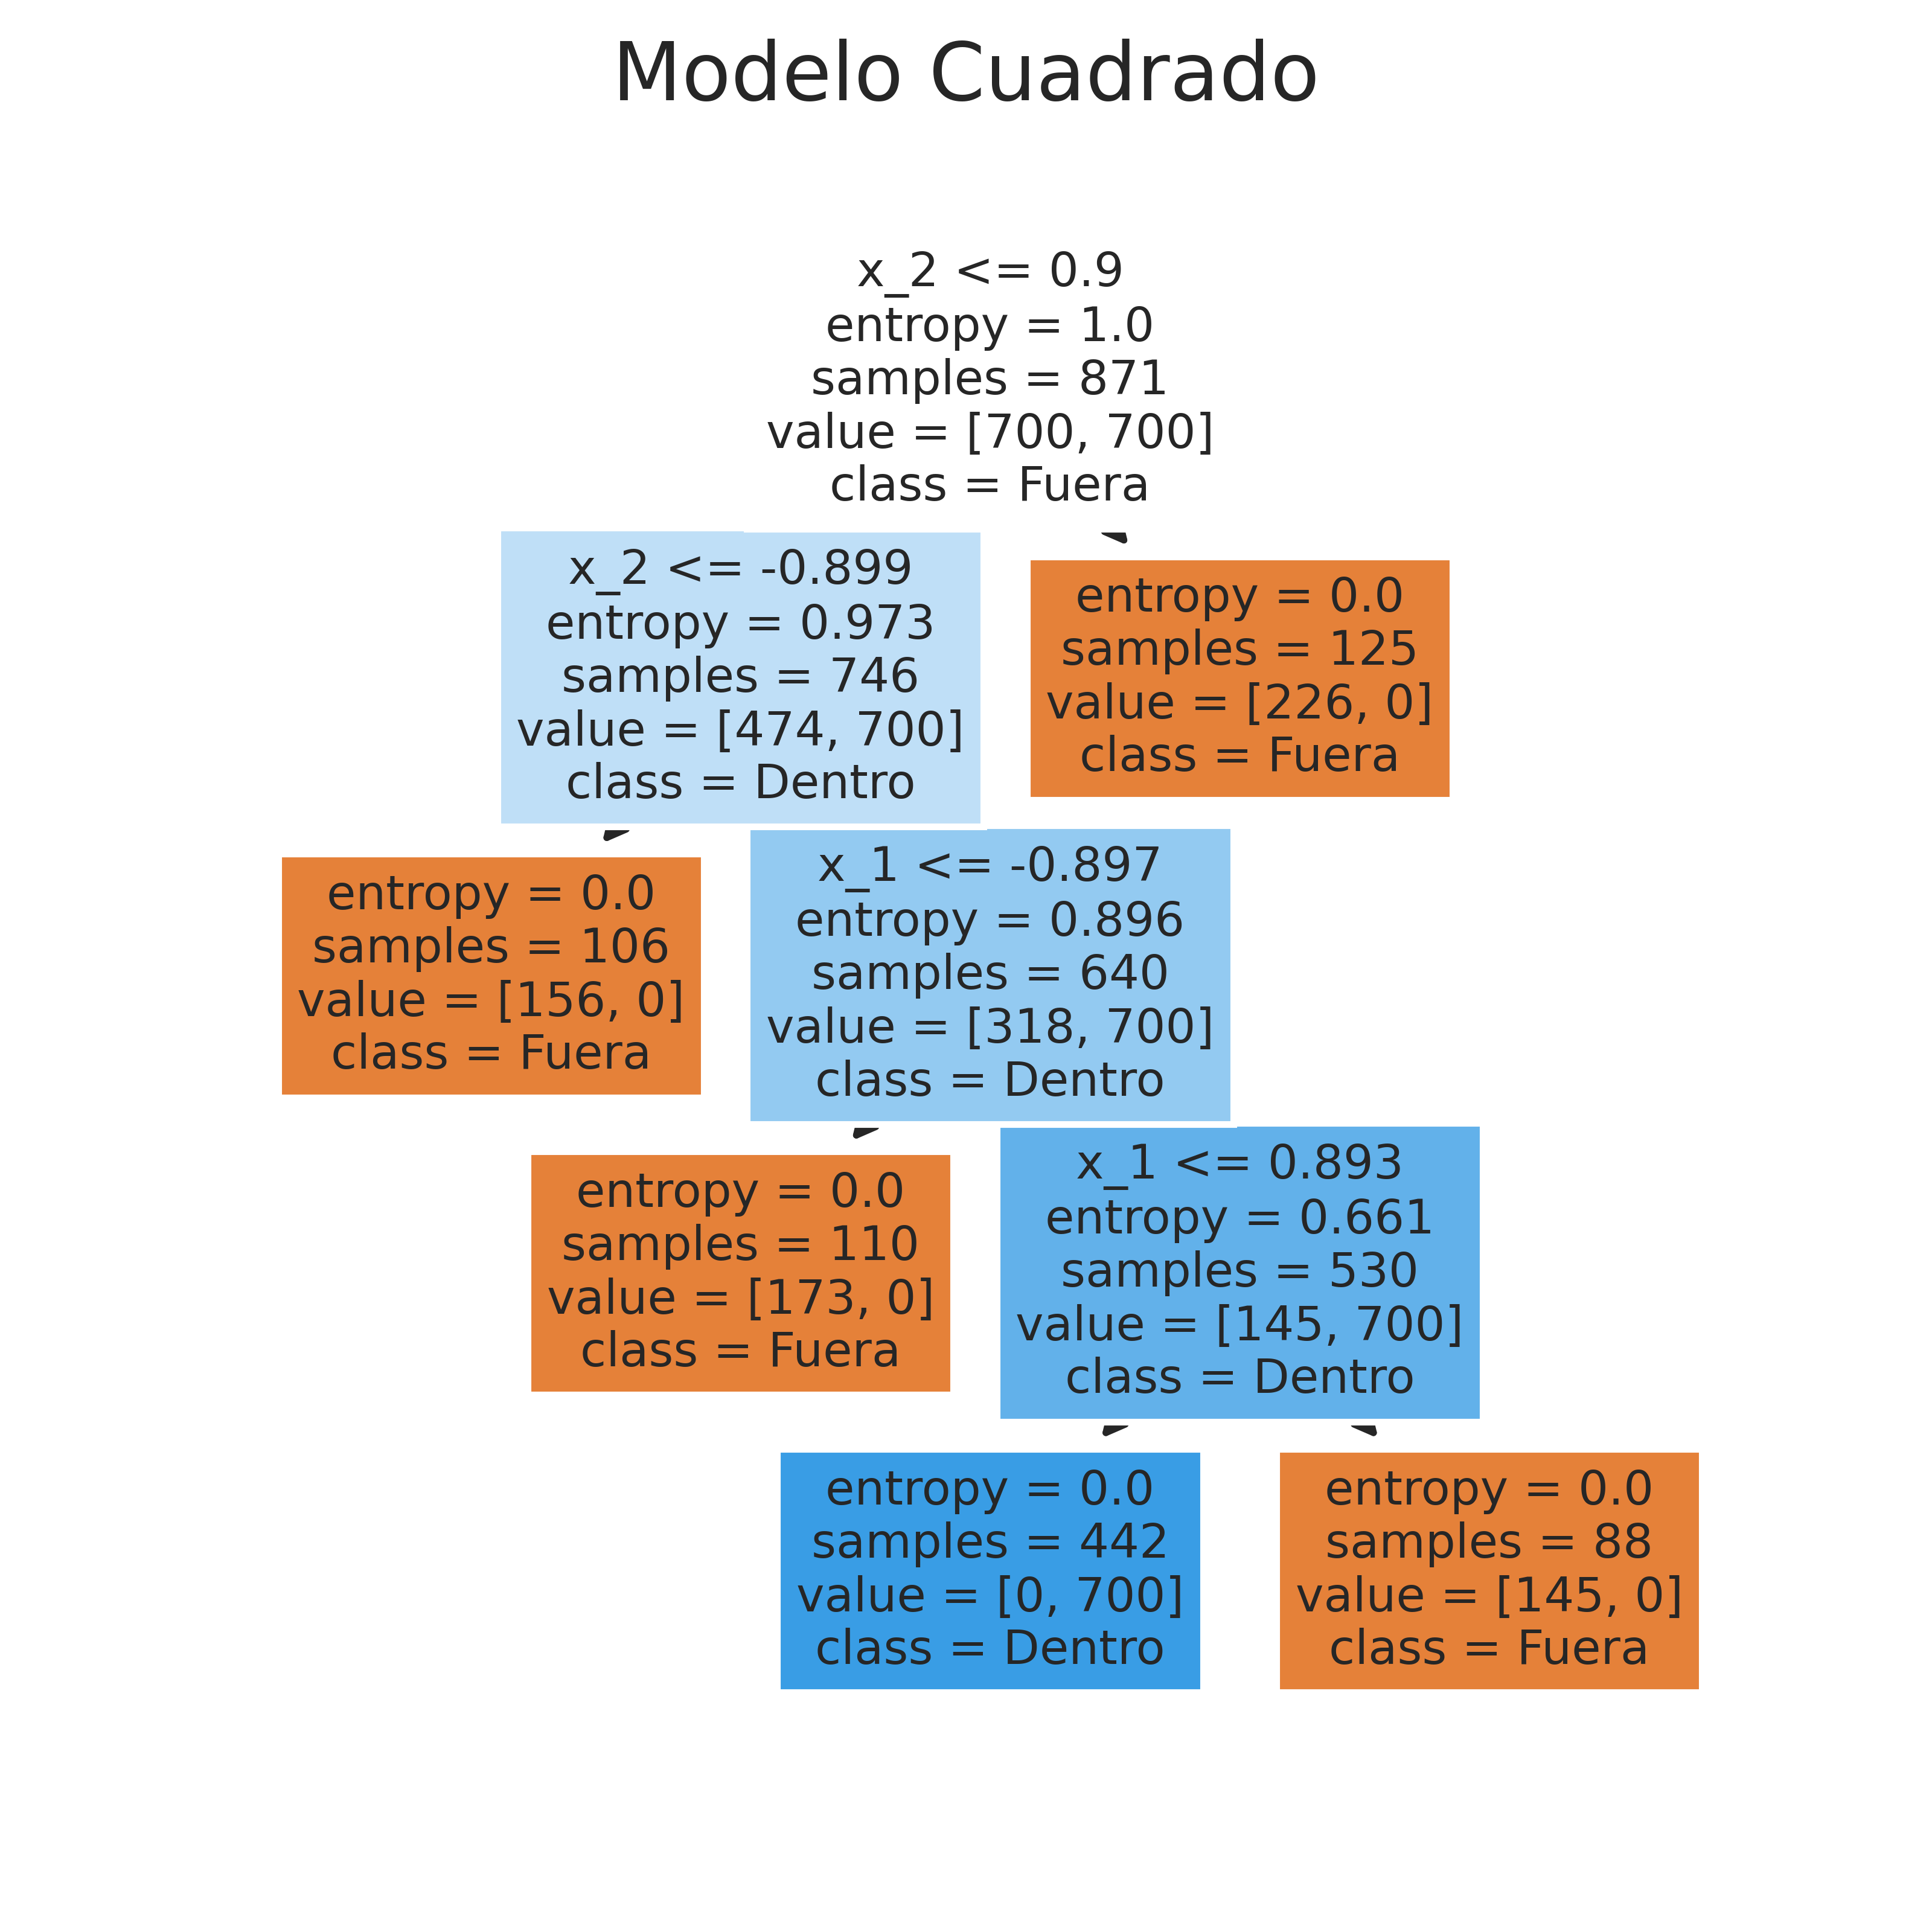 Modelo Cuadrado
x_2 <= 0.9
entropy = 1.0
samples = 871
value = [700, 700]
class = Fuera
x_2 <= -0.899
entropy = 0.973
samples = 746
value = [474, 700]
class = Dentro
entropy = 0.0
samples = 125
value = [226, 0]
class = Fuera
entropy = 0.0
samples = 106
value = [156, 0]
class = Fuera
x_1 <= -0.897
entropy = 0.896
samples = 640
value = [318, 700]
class = Dentro
entropy = 0.0
samples = 110
value = [173, 0]
class = Fuera
x_1 <= 0.893
entropy = 0.661
samples = 530
value = [145, 700]
class = Dentro
entropy = 0.0
samples = 442
value = [0, 700]
class = Dentro
entropy = 0.0
samples = 88
value = [145, 0]
class = Fuera